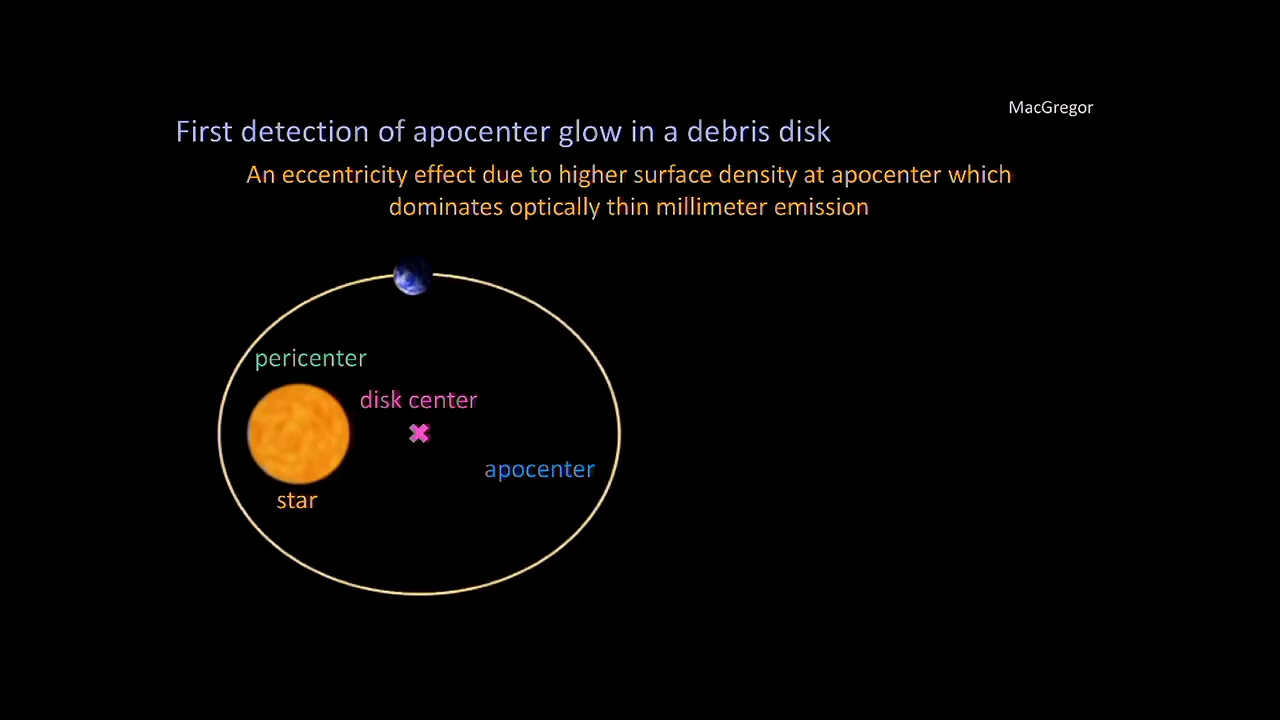 MacGregor
First detection of apocenter glow in a debris disk
An eccentricity effect due to higher surface density at apocenter which
dominates optically thin millimeter emission
pericenter
disk center
apocenter
star